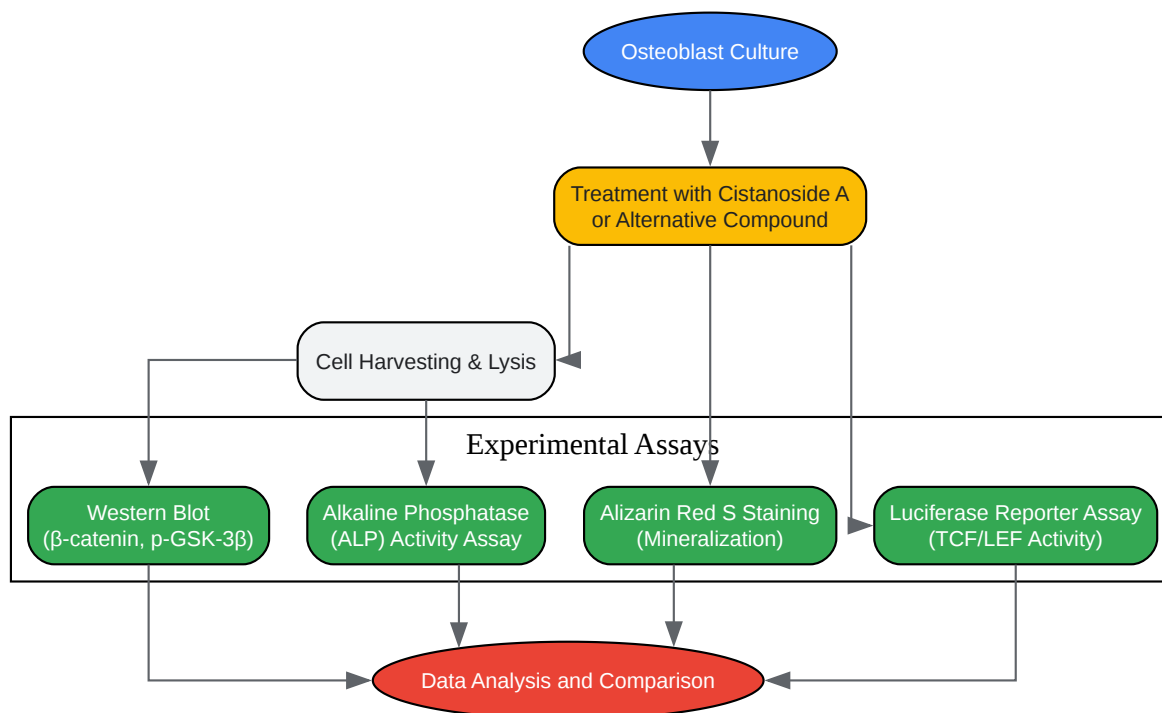 Osteoblast Culture
Treatment with Cistanoside A
or Alternative Compound
Cell Harvesting & Lysis
Experimental Assays
Western Blot
(β-catenin, p-GSK-3β)
Alkaline Phosphatase
(ALP) Activity Assay
Alizarin Red S Staining
(Mineralization)
Luciferase Reporter Assay
(TCF/LEF Activity)
Data Analysis and Comparison